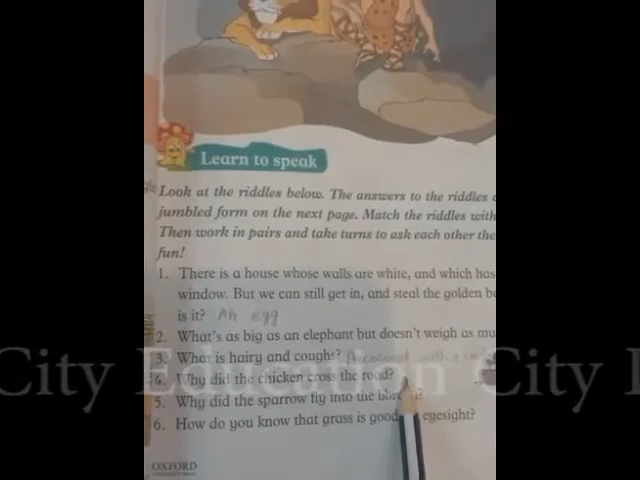 Learn to speak
Look at the riddles below. The answers to the riddles
jumbled form on the next page. Match the riddles with
Then work in pairs and take turns to ask each other the
fun!
1. There is a house whose walls are white, and which has
window. But we can still get in, and steal the golden
is it? An egg
2. What's as big as an elephant but doesn't weigh as
3. What is hairy and coughs? A coconut with a
4. Why did the chicken cross the road?
5. Why did the sparrow fly into the
6. How do you know that grass is good eyesight?
OXFORD
City Education City